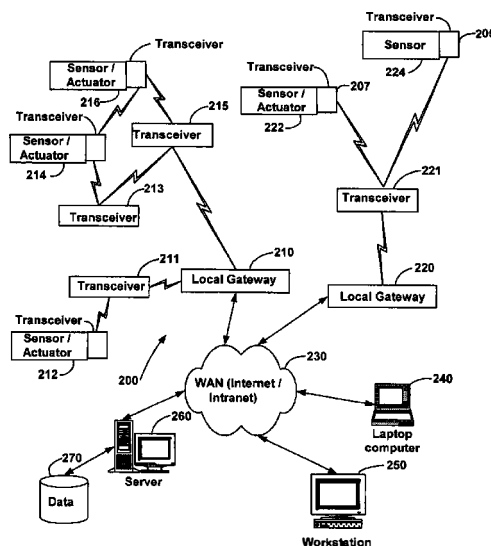 Transceiver
206
Sensor
224
Transceiver
Sensor /
Actuator
216
215
Transceiver
Transceiver
207
Sensor /
Actuator
222
Transceiver
Sensor /
Actuator
214
213
Transceiver
221
Transceiver
211
Transceiver
210
Local Gateway
220
Local Gateway
Transceiver
Sensor /
Actuator
212
200
230
WAN (Internet /
Intranet)
240
Laptop
computer
260
Server
270
Data
250
Workstation